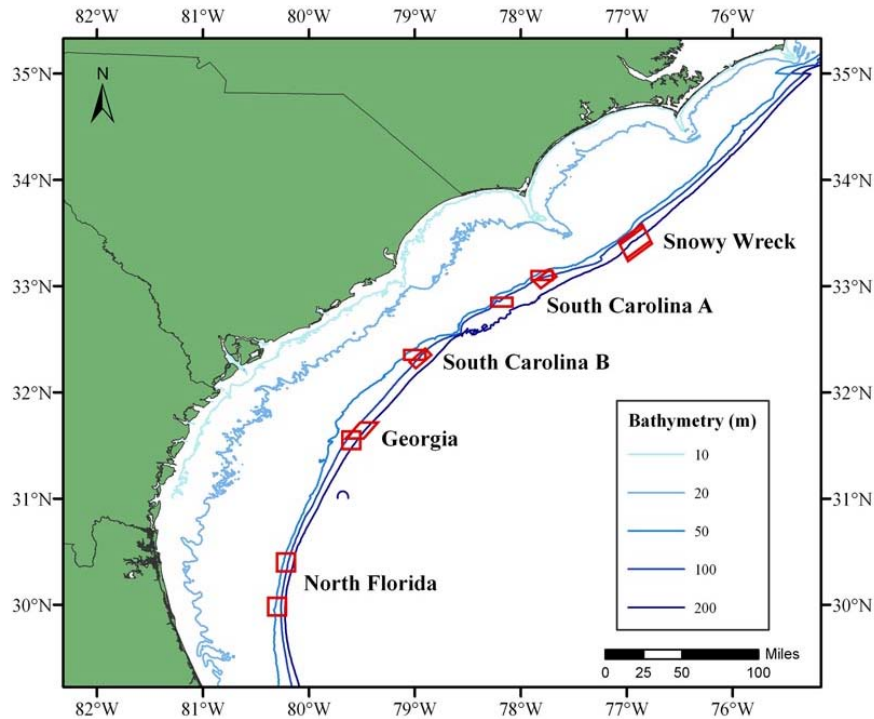 82°W 81°W 80°W 79°W 78°W 77°W 76°W
35°N 35°N
N
34°N 34°N
Snowy Wreck
33°N 33°N
South Carolina A
South Carolina B
32°N 32°N
Georgia
Bathymetry (m)
10
20
50
100
200
31°N 31°N
North Florida
30°N 30°N
Miles
0 25 50 100
82°W 81°W 80°W 79°W 78°W 77°W 76°W